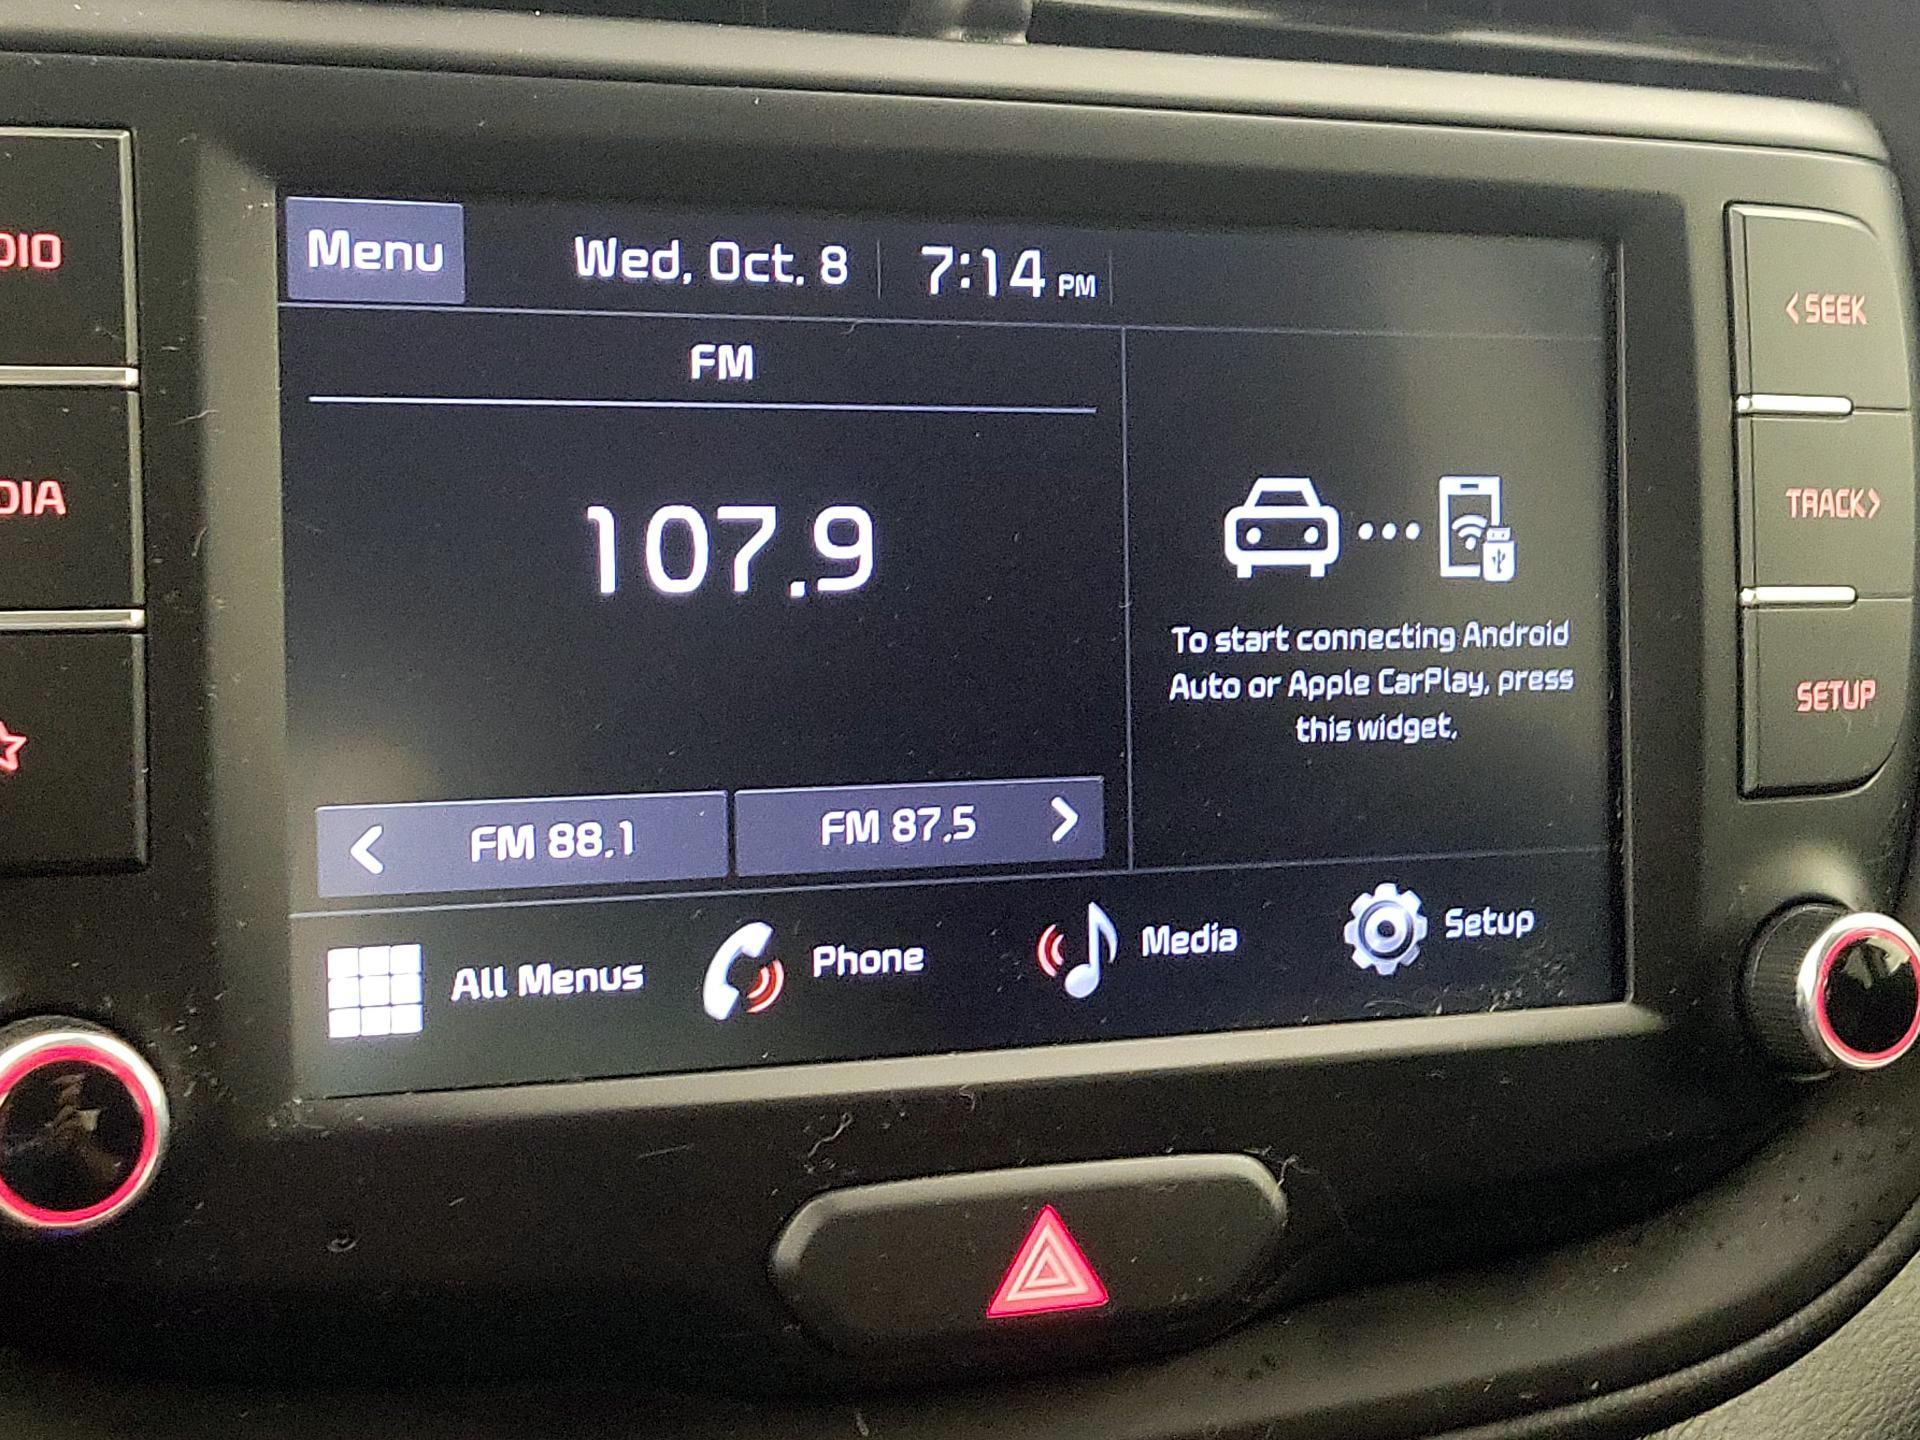 DIO
DIA
Menu
Wed, Oct. 8
7:14 PM
FM
107.9
FM 88.1
FM 87.5
To start connecting Android
Auto or Apple CarPlay, press
this widget.
All Menus
Phone
Media
Setup
<SEEK
TRACK>
SETUP